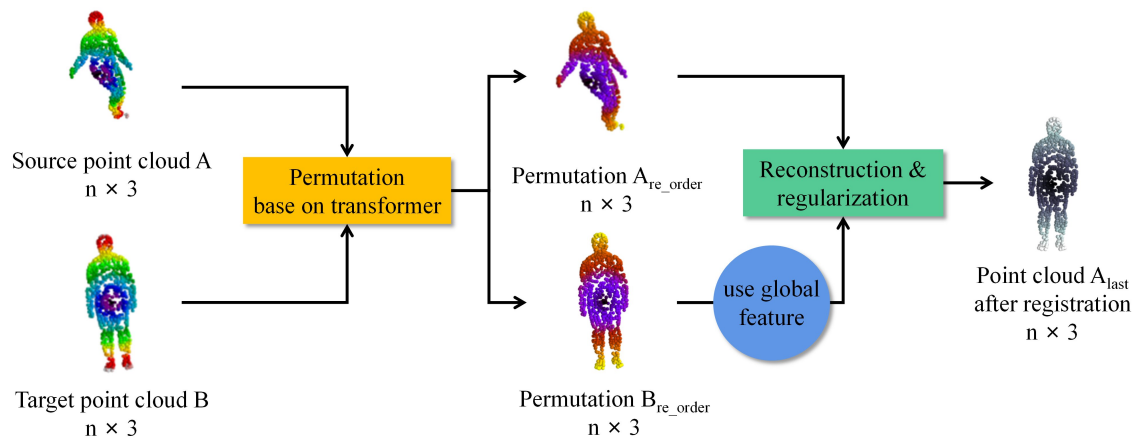 Source point cloud A
n × 3
Target point cloud B
n × 3
Permutation
base on transformer
Permutation A_re_order
n × 3
Permutation B_re_order
n × 3
use global
feature
Reconstruction &
regularization
Point cloud A_last
after registration
n × 3